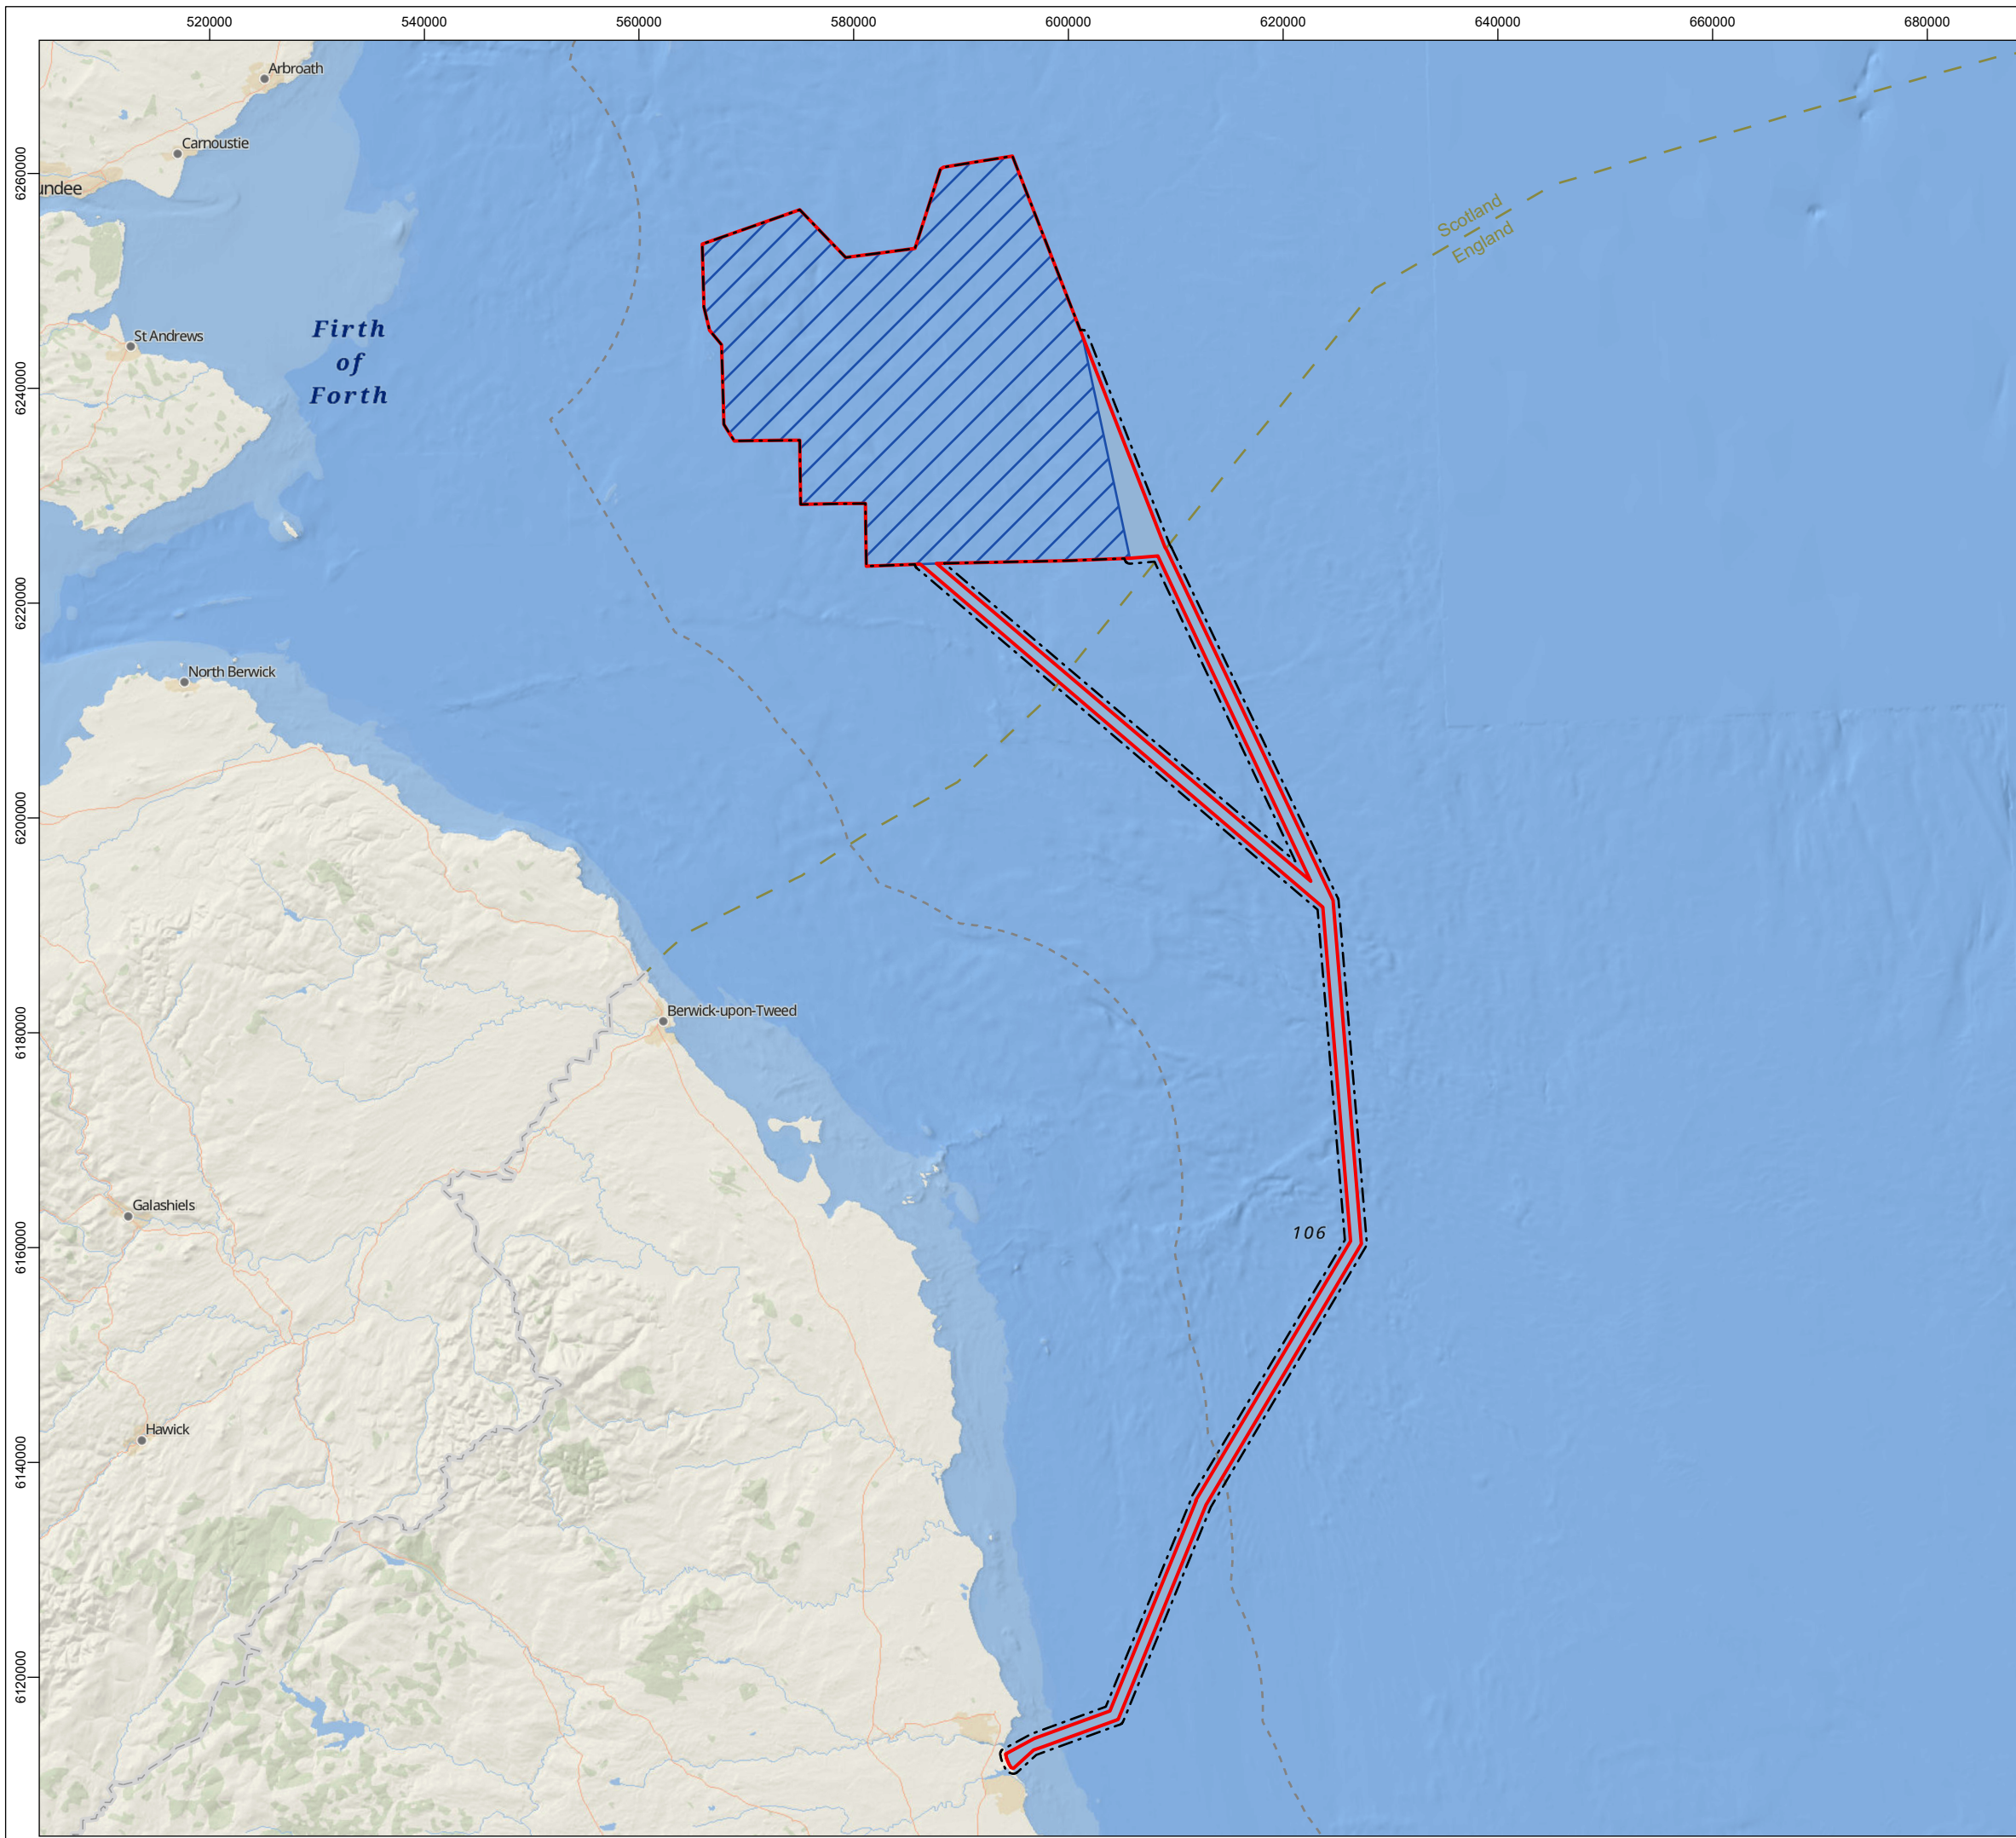 520000 540000 560000 580000 600000 620000 640000 660000 680000
Arbroath
Carnoustie
6260000
undee
Scotland
England
Firth
of
Forth
St Andrews
6240000
6220000
North Berwick
6200000
Berwick-upon-Tweed
6180000
Galashiels
106
6160000
Hawick
6140000
6120000